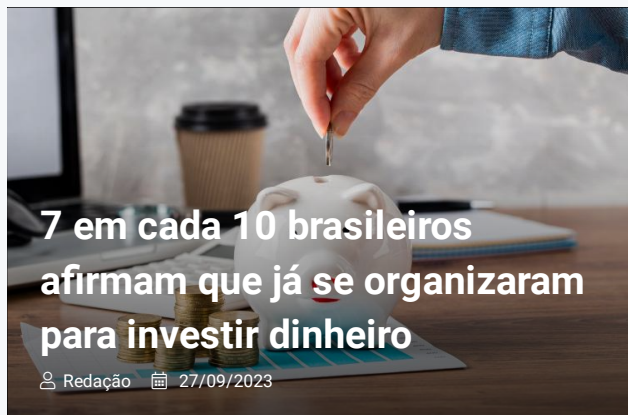 7 em cada 10 brasileiros
afirmam que já se organizaram
para investir dinheiro
Redação 27/09/2023